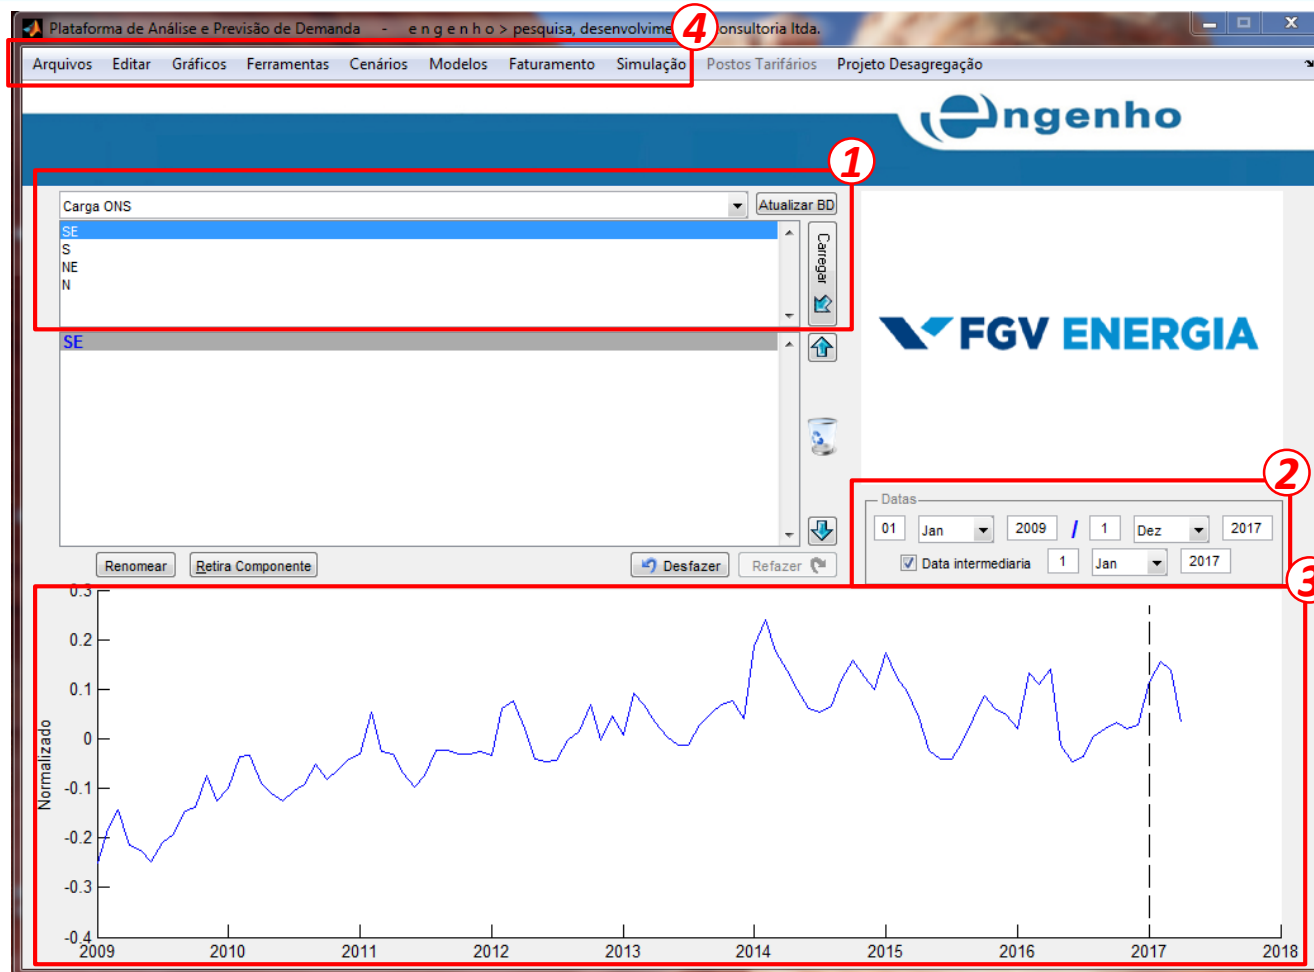 Plataforma de Análise e Previsão de Demanda - e n g e n h o > pesquisa, desenvolvime onsultoria ltda.
4
Arquivos Editar Gráficos Ferramentas Cenários Modelos Faturamento Simulação Postos Tarifários Projeto Desagregação
engenho
1
Carga ONS
Atualizar BD
SE
S
NE
N
Carregar
SE
FGV ENERGIA
2
Datas
01 Jan 2009 / 1 Dez 2017
Data intermediaria 1 Jan 2017
Renomear Retira Componente Desfazer Refazer
3
0.3
0.2
0.1
0
-0.1
-0.2
-0.3
-0.4
Normalizado
2009 2010 2011 2012 2013 2014 2015 2016 2017 2018